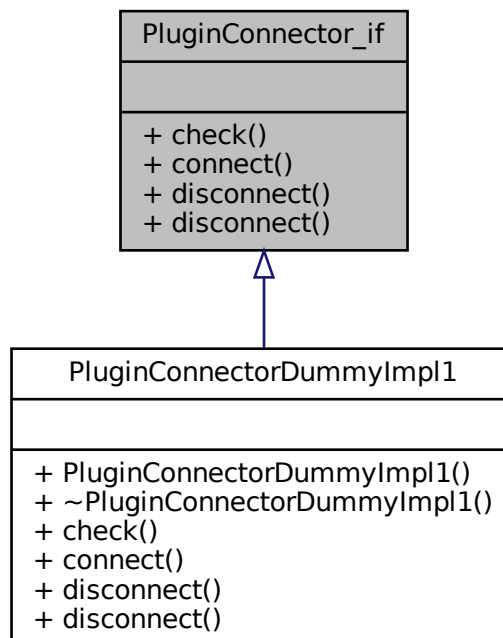 PluginConnector_if
+ check()
+ connect()
+ disconnect()
+ disconnect()
PluginConnectorDummyImpl1
+ PluginConnectorDummyImpl1()
+ ~PluginConnectorDummyImpl1()
+ check()
+ connect()
+ disconnect()
+ disconnect()